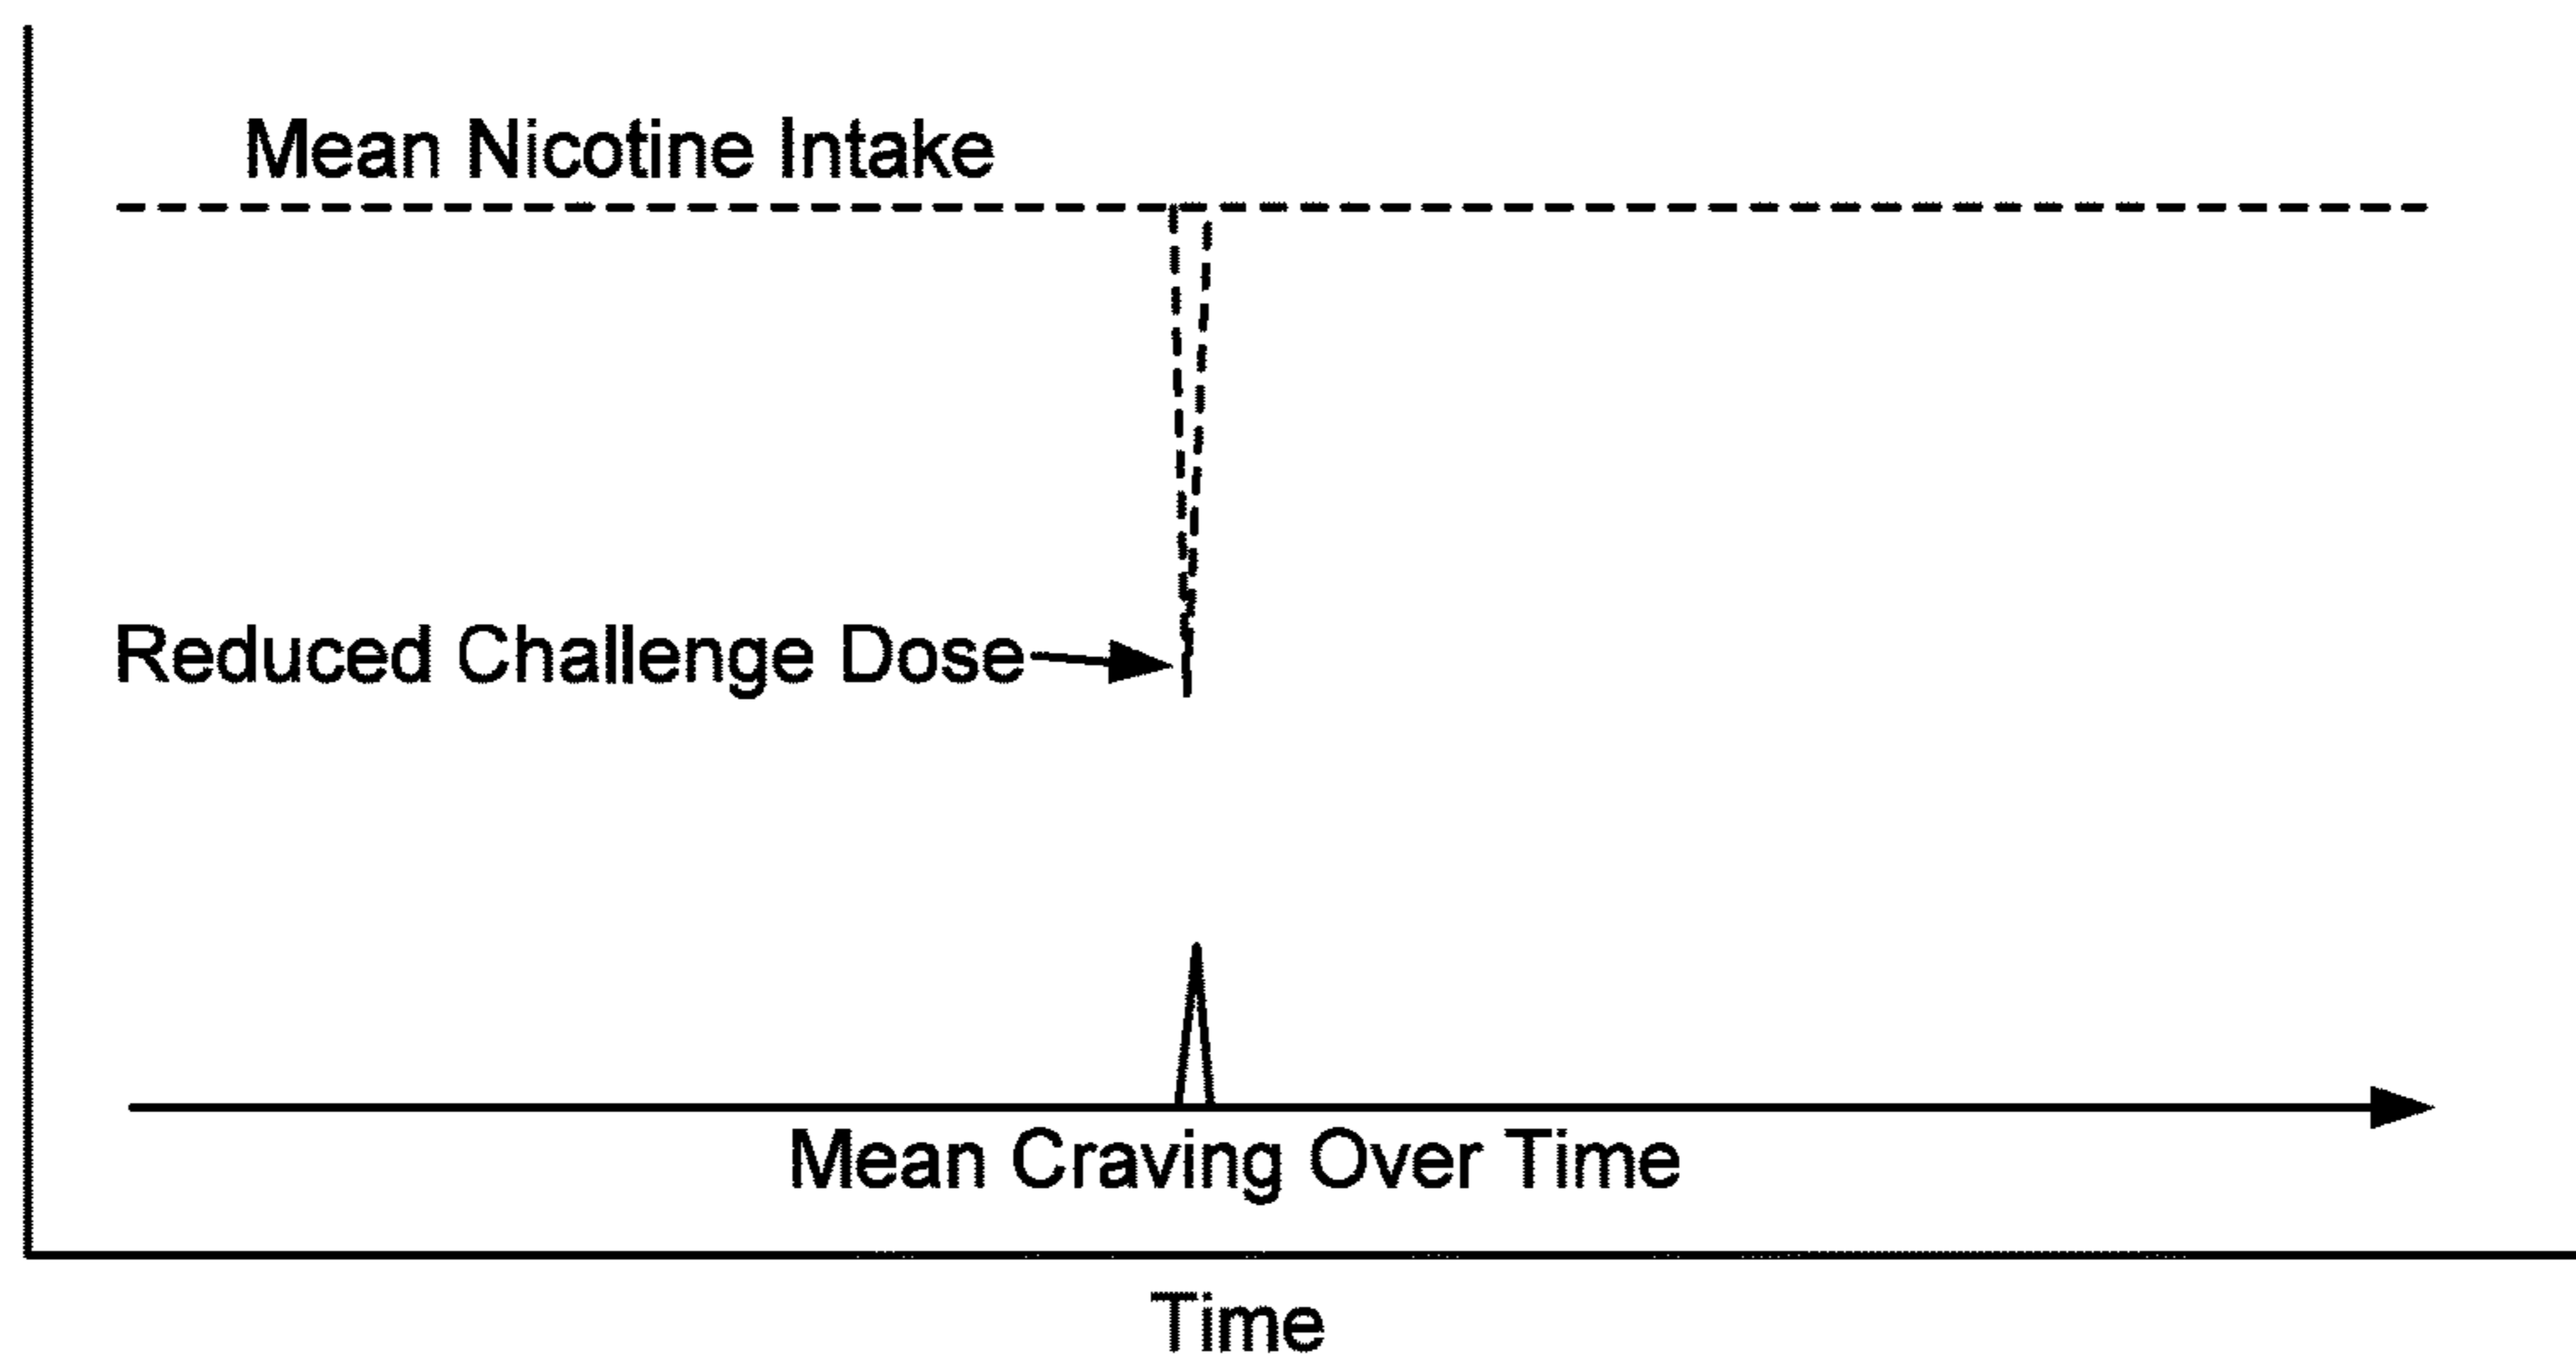 Mean Nicotine Intake
Reduced Challenge Dose
Mean Craving Over Time
Time